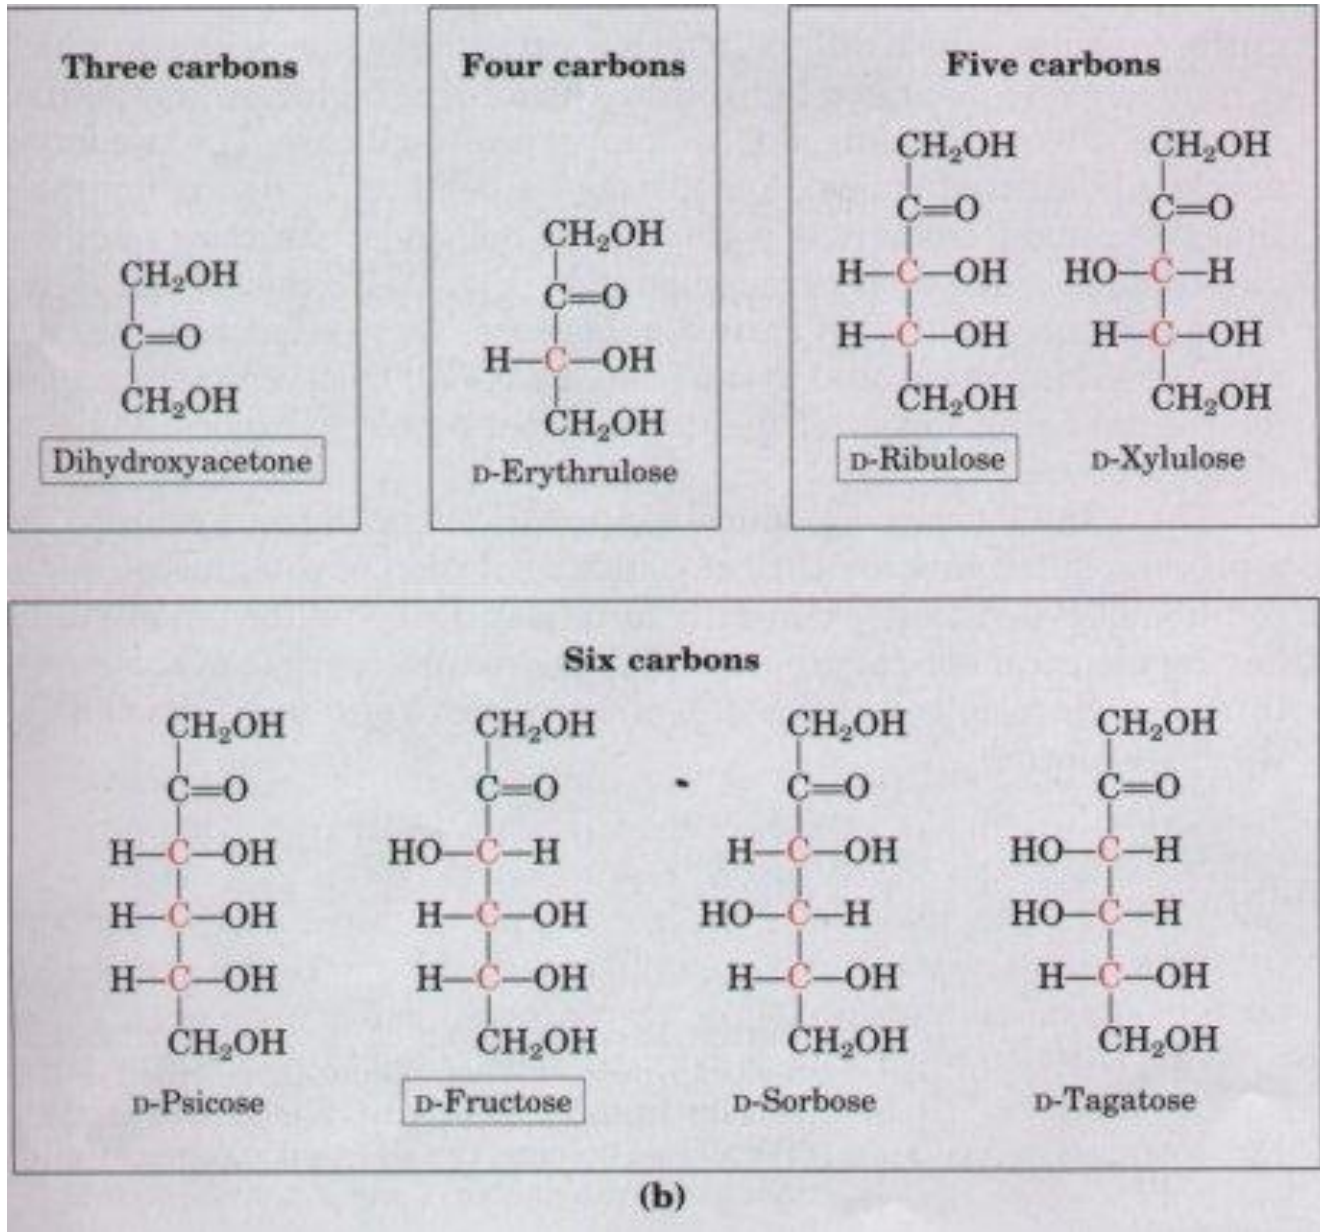 Three carbons
CH₂OH
C=O
CH₂OH
Dihydroxyacetone
Four carbons
CH₂OH
C=O
H—C—OH
CH₂OH
D-Erythrulose
Five carbons
CH₂OH
C=O
H—C—OH
H—C—OH
CH₂OH
D-Ribulose
CH₂OH
C=O
HO—C—H
H—C—OH
CH₂OH
D-Xylulose
Six carbons
CH₂OH
C=O
H—C—OH
H—C—OH
H—C—OH
CH₂OH
D-Psicose
CH₂OH
C=O
HO—C—H
H—C—OH
H—C—OH
CH₂OH
D-Fructose
CH₂OH
C=O
H—C—OH
HO—C—H
H—C—OH
CH₂OH
D-Sorbose
CH₂OH
C=O
HO—C—H
HO—C—H
H—C—OH
CH₂OH
D-Tagatose
(b)